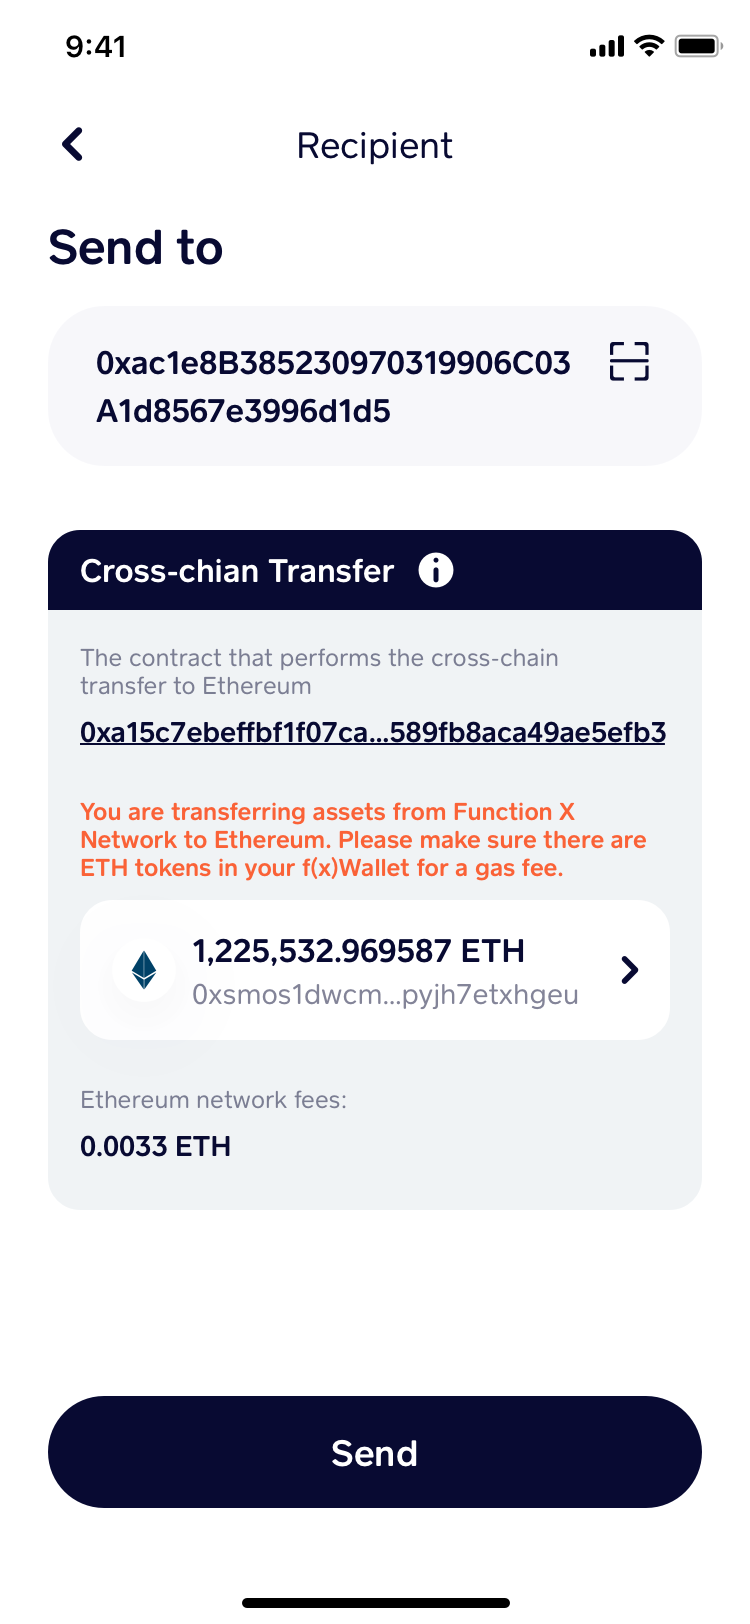 9:41
Recipient
Send to
0xac1e8B385230970319906C03
A1d8567e3996d1d5
Cross-chian Transfer
The contract that performs the cross-chain
transfer to Ethereum
0xa15c7ebeffbf1f07ca...589fb8aca49ae5efb3
You are transferring assets from Function X
Network to Ethereum. Please make sure there are
ETH tokens in your f(x)Wallet for a gas fee.
1,225,532.969587 ETH
0xsmos1dwcm...pyjh7etxhgeu
Ethereum network fees:
0.0033 ETH
Send